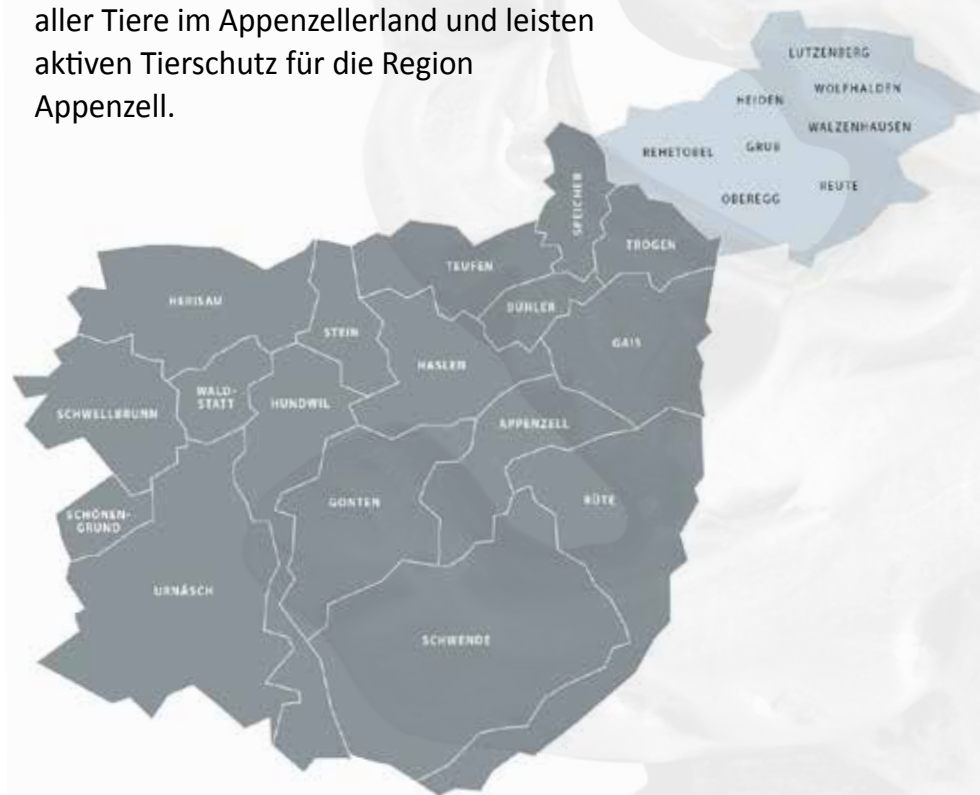 aller Tiere im Appenzellerland und leisten
aktiven Tierschutz für die Region
Appenzell.
LUTZENBERG
WOLFHALDEN
HEIDEN
WALZENHAUSEN
REHETOBEL
GRUB
REUTE
OBEREGG
SPEICHER
TROGEN
TEUFEN
BÜHLER
HERISAU
STEIN
GAIS
HASLEN
WALD-
STATT
HUNDWIL
SCHWELLBRUNN
APPENZELL
GONTEN
RÜTE
SCHÖNEN-
GRUND
URNÄSCH
SCHWENDE